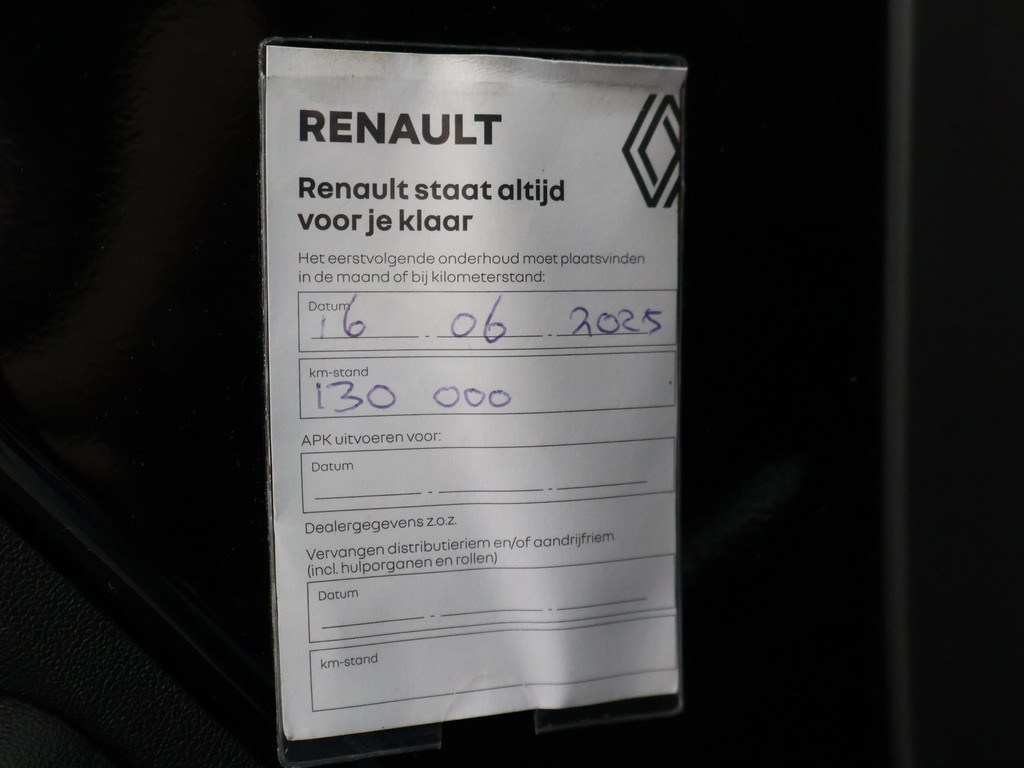 RENAULT
Renault staat altijd
voor je klaar
Het eerstvolgende onderhoud moet plaatsvinden
in de maand of bij kilometerstand:
Datum
16 . 06 . 2025
km-stand
130 000
APK uitvoeren voor:
Datum
Dealergegevens z.o.z.
Vervangen distributieriem en/of aandrijfriem
(incl. hulporganen en rollen)
Datum
km-stand